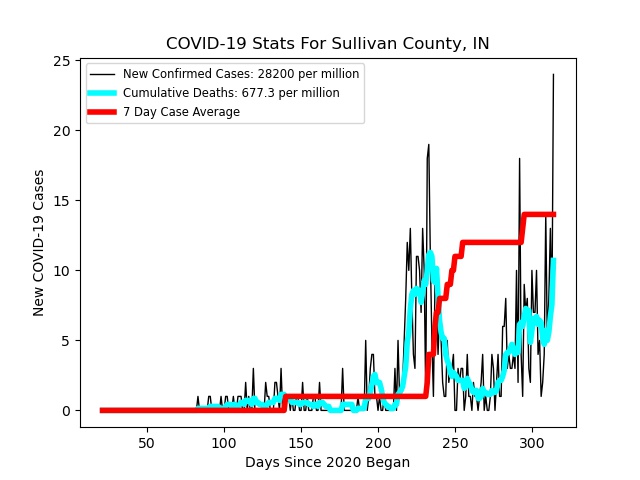 COVID-19 Stats For Sullivan County, IN
New Confirmed Cases: 28200 per million
Cumulative Deaths: 677.3 per million
7 Day Case Average
New COVID-19 Cases
25
20
15
10
5
0
50 100 150 200 250 300
Days Since 2020 Began